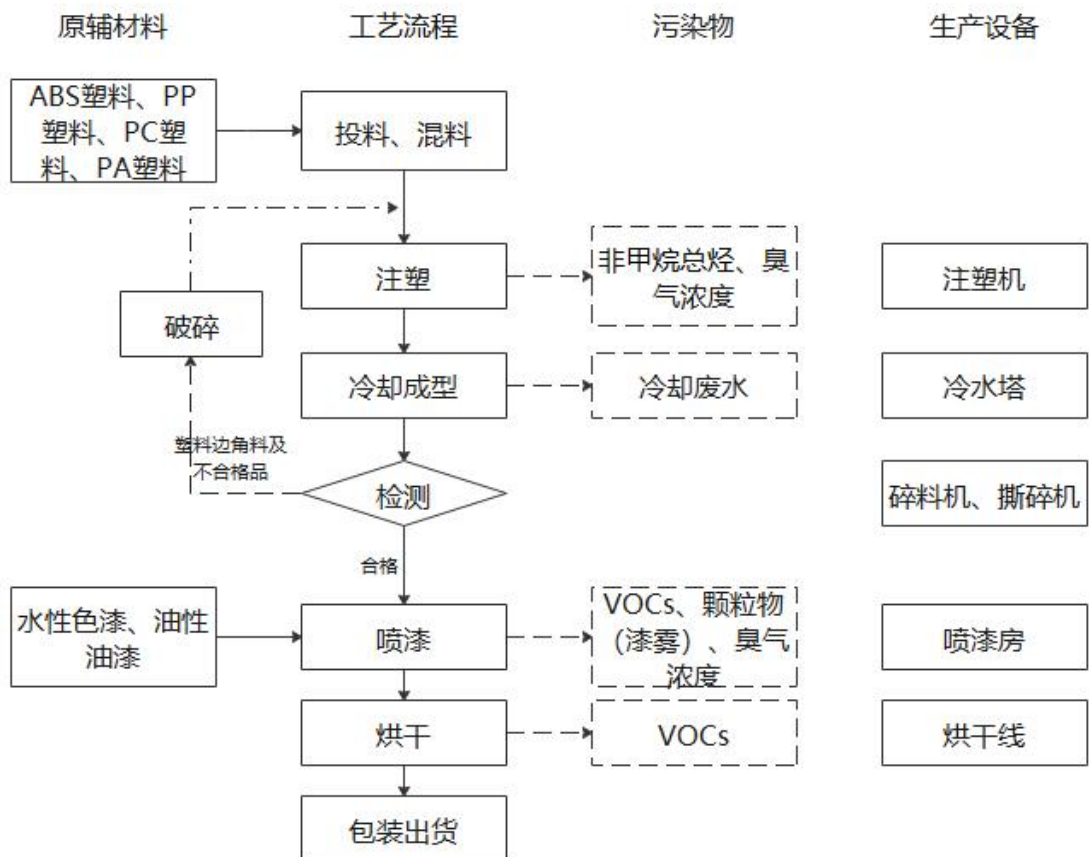 原辅材料 工艺流程 污染物 生产设备
ABS塑料、PP
塑料、PC塑
料、PA塑料
投料、混料
注塑
非甲烷总烃、臭
气浓度
注塑机
破碎
冷却成型
冷却废水
冷水塔
塑料边角料及
不合格品
检测
碎料机、撕碎机
合格
水性色漆、油性
油漆
喷漆
VOCs、颗粒物
（漆雾）、臭气
浓度
喷漆房
烘干
VOCs
烘干线
包装出货